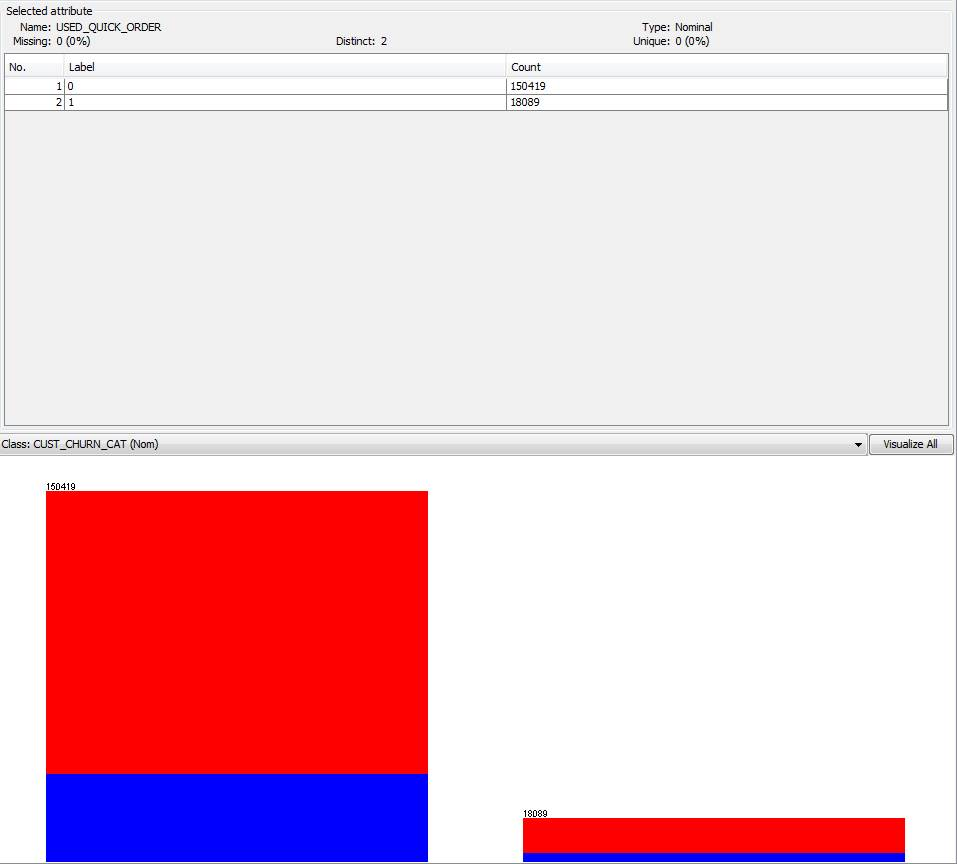 Selected attribute
Name: USED_QUICK_ORDER Type: Nominal
Missing: 0 (0%) Distinct: 2 Unique: 0 (0%)
No. Label Count
1 0 150419
2 1 18089
Class: CUST_CHURN_CAT (Nom) Visualize All
150419
18089